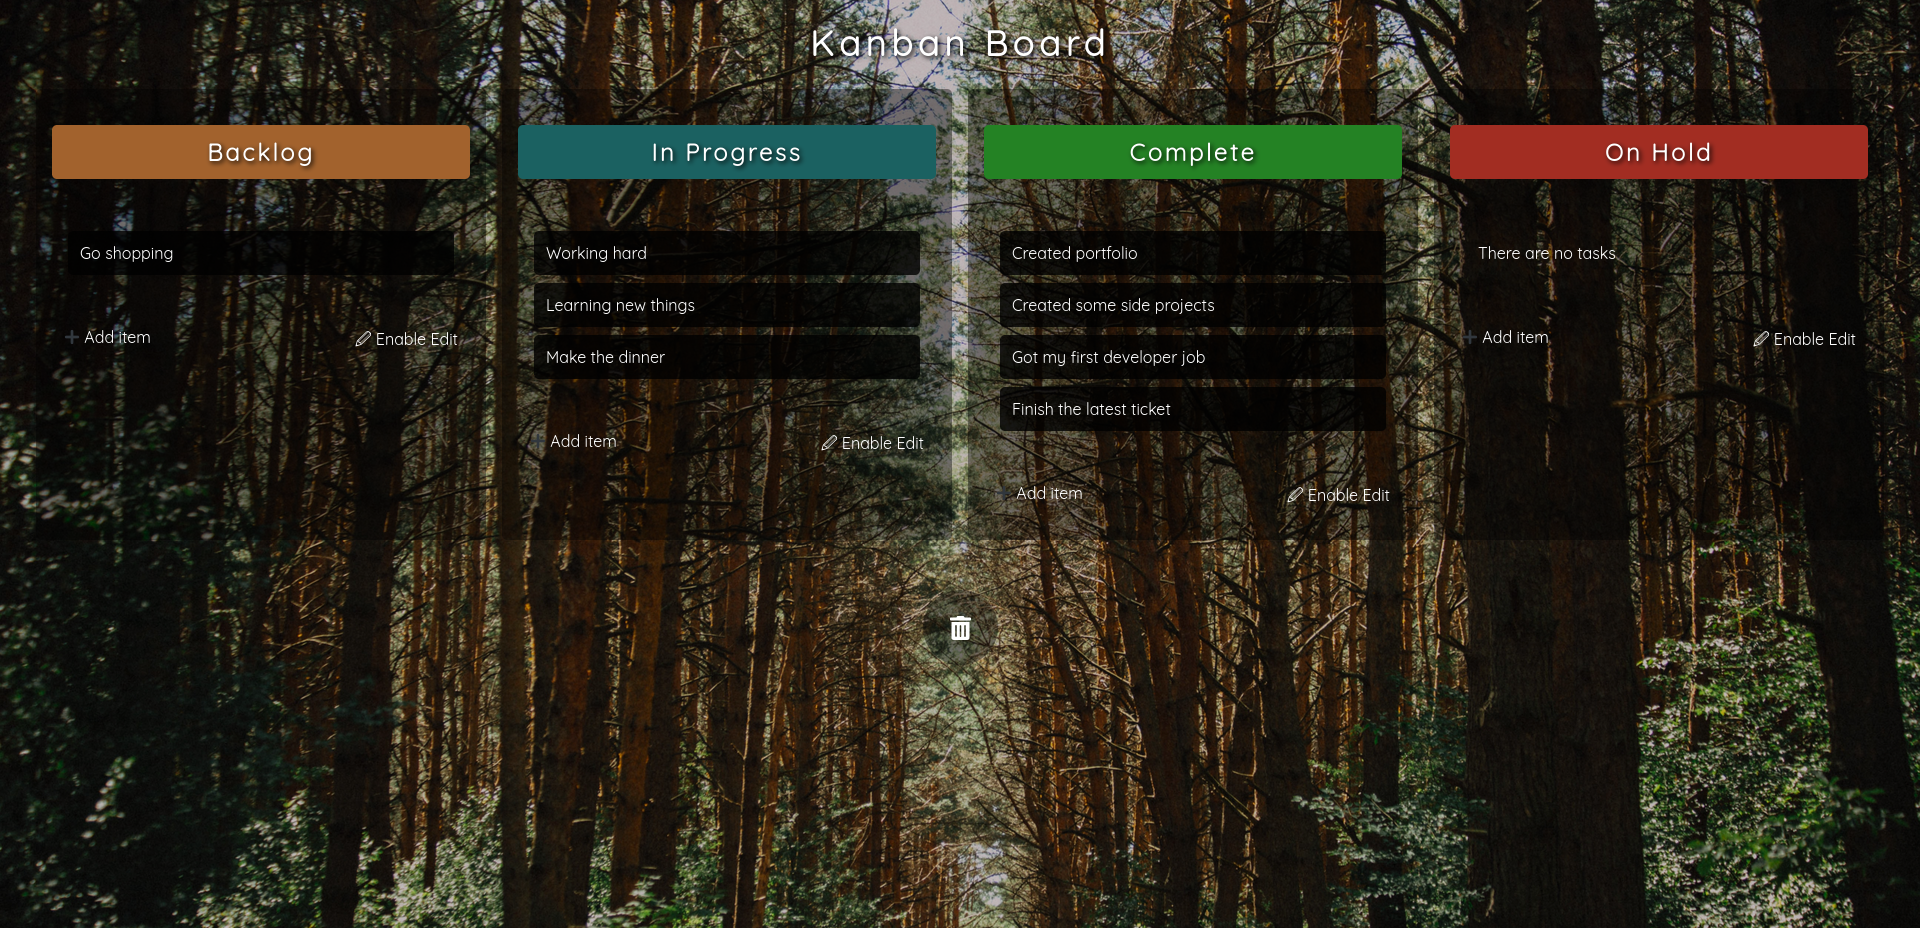 Kanban Board
Backlog
Go shopping
Add item
Enable Edit
In Progress
Working hard
Learning new things
Make the dinner
Add item
Enable Edit
Complete
Created portfolio
Created some side projects
Got my first developer job
Finish the latest ticket
Add item
Enable Edit
On Hold
There are no tasks
Add item
Enable Edit